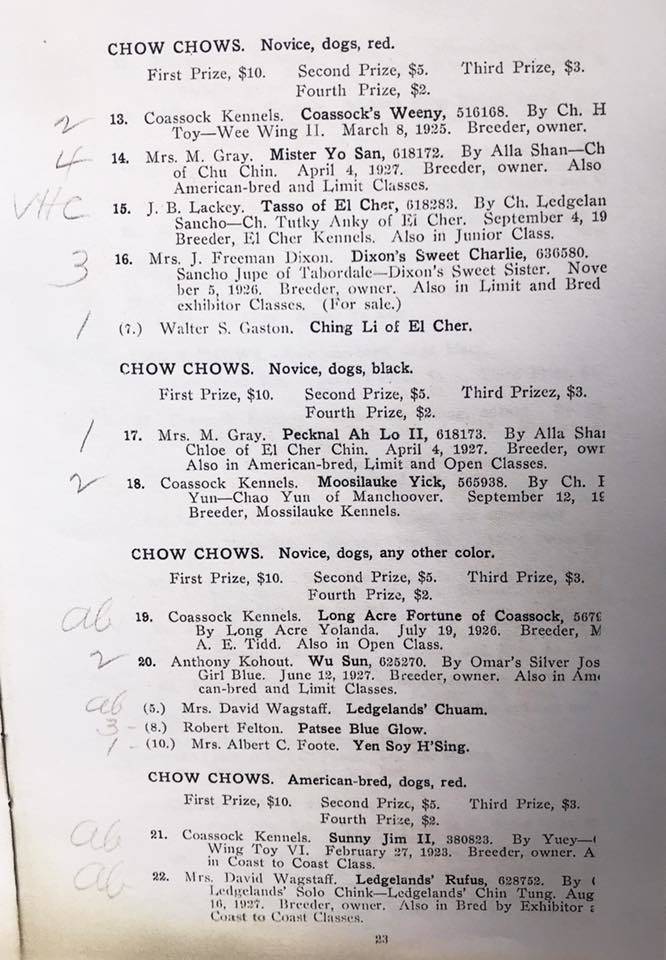 CHOW CHOWS. Novice, dogs, red.
First Prize, $10. Second Prize, $5. Third Prize, $3.
Fourth Prize, $2.
2 13. Coassock Kennels. Coassock's Weeny, 516168. By Ch. H
Toy—Wee Wing II. March 8, 1925. Breeder, owner.
4 14. Mrs. M. Gray. Mister Yo San, 618172. By Alla Shan—Ch
of Chu Chin. April 4, 1927. Breeder, owner. Also
American-bred and Limit Classes.
VHC 15. J. B. Lackey. Tasso of El Cher, 618283. By Ch. Ledgelan
Sancho—Ch. Tutky Anky of El Cher. September 4, 19
Breeder, El Cher Kennels. Also in Junior Class.
3 16. Mrs. J. Freeman Dixon. Dixon's Sweet Charlie, 636580.
Sancho Jupe of Tabordale—Dixon's Sweet Sister. Nove
ber 5, 1926. Breeder, owner. Also in Limit and Bred
exhibitor Classes. (For sale.)
1 (7.) Walter S. Gaston. Ching Li of El Cher.
CHOW CHOWS. Novice, dogs, black.
First Prize, $10. Second Prize, $5. Third Prizez, $3.
Fourth Prize, $2.
1 17. Mrs. M. Gray. Pecknal Ah Lo II, 618173. By Alla Shan
Chloe of El Cher Chin. April 4, 1927. Breeder, owr
Also in American-bred, Limit and Open Classes.
2 18. Coassock Kennels. Moosilauke Yick, 565938. By Ch.
Yun—Chao Yun of Manchoover. September 12, 19
Breeder, Mossilauke Kennels.
CHOW CHOWS. Novice, dogs, any other color.
First Prize, $10. Second Prize, $5. Third Prize, $3.
Fourth Prize, $2.
ab 19. Coassock Kennels. Long Acre Fortune of Coassock, 567
By Long Acre Yolanda. July 19, 1926. Breeder, M
A. E. Tidd. Also in Open Class.
2 20. Anthony Kohout. Wu Sun, 625270. By Omar's Silver Jos
Girl Blue. June 12, 1927. Breeder, owner. Also in Am
can-bred and Limit Classes.
ab (5.) Mrs. David Wagstaff. Ledgelands' Chuam.
3 - (8.) Robert Felton. Patsee Blue Glow.
1 - (10.) Mrs. Albert C. Foote. Yen Soy H'Sing.
CHOW CHOWS. American-bred, dogs, red.
First Prize, $10. Second Prize, $5. Third Prize, $3.
Fourth Prize, $2.
ab 21. Coassock Kennels. Sunny Jim II, 380823. By Yuey—
Wing Toy VI. February 27, 1923. Breeder, owner. A
in Coast to Coast Class.
ab 22. Mrs. David Wagstaff. Ledgelands' Rufus, 628752. By
Ledgelands' Solo Chink—Ledgelands' Chin Tung. Aug
16, 1927. Breeder, owner. Also in Bred by Exhibitor
Coast to Coast Classes.
23